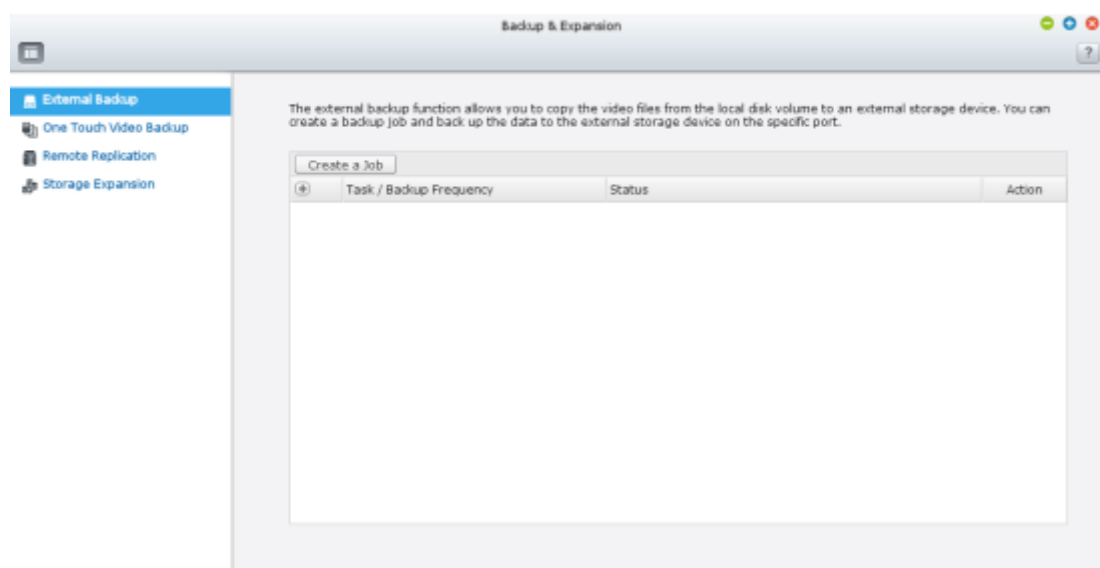 Backup & Expansion
?
External Backup
One Touch Video Backup
Remote Replication
Storage Expansion
The external backup function allows you to copy the video files from the local disk volume to an external storage device. You can
create a backup job and back up the data to the external storage device on the specific port.
Create a Job
Task / Backup Frequency Status Action